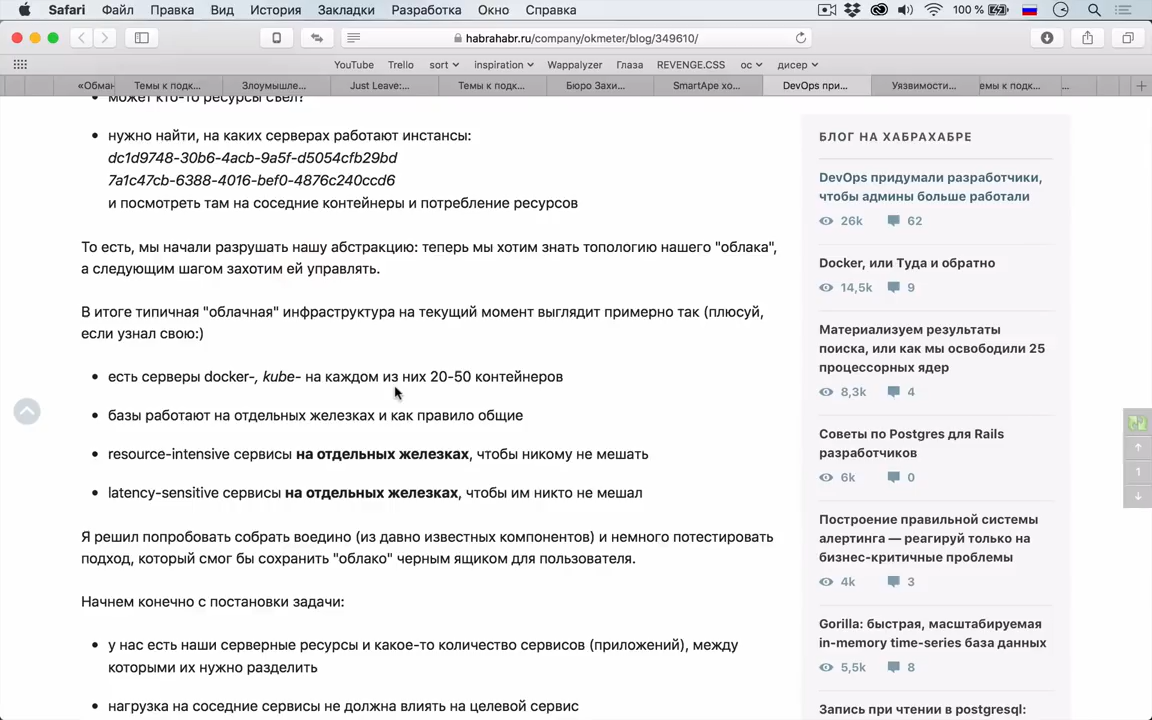 Safari Файл Правка Вид История Закладки Разработка Окно Справка 100 %
habrahabr.ru/company/okmeter/blog/349610/
YouTube Trello sort inspiration Wappalyzer Глаза REVENGE.CSS ос дисер
«Обман Темы к подк... Злоумышле... Just Leave:... Темы к подк... Бюро Захи... SmartApe хо... DevOps при... Уязвимости... емы к подк... ...
может кто-то ресурсы съел?
нужно найти, на каких серверах работают инстансы:
dc1d9748-30b6-4acb-9a5f-d5054cfb29bd
7a1c47cb-6388-4016-bef0-4876c240ccd6
и посмотреть там на соседние контейнеры и потребление ресурсов
То есть, мы начали разрушать нашу абстракцию: теперь мы хотим знать топологию нашего "облака",
а следующим шагом захотим ей управлять.
В итоге типичная "облачная" инфраструктура на текущий момент выглядит примерно так (плюсуй,
если узнал свою:)
есть серверы docker-, kube- на каждом из них 20-50 контейнеров
базы работают на отдельных железках и как правило общие
resource-intensive сервисы на отдельных железках, чтобы никому не мешать
latency-sensitive сервисы на отдельных железках, чтобы им никто не мешал
Я решил попробовать собрать воедино (из давно известных компонентов) и немного потестировать
подход, который смог бы сохранить "облако" черным ящиком для пользователя.
Начнем конечно с постановки задачи:
у нас есть наши серверные ресурсы и какое-то количество сервисов (приложений), между
которыми их нужно разделить
нагрузка на соседние сервисы не должна влиять на целевой сервис
БЛОГ НА ХАБРАХАБРЕ
DevOps придумали разработчики,
чтобы админы больше работали
26k 62
Docker, или Туда и обратно
14,5k 9
Материализуем результаты
поиска, или как мы освободили 25
процессорных ядер
8,3k 4
Советы по Postgres для Rails
разработчиков
6k 0
Построение правильной системы
алертинга — реагируй только на
бизнес-критичные проблемы
4k 3
Gorilla: быстрая, масштабируемая
in-memory time-series база данных
5,5k 8
Запись при чтении в postgresql:
1